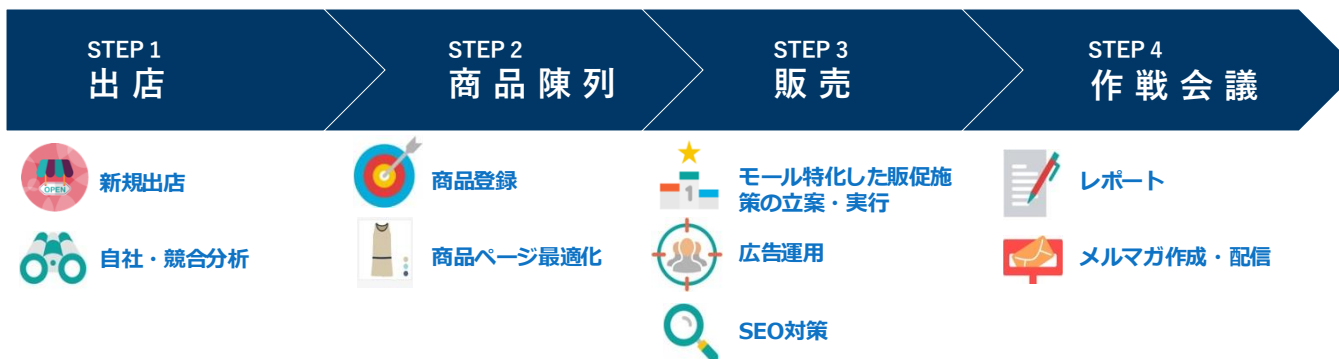 STEP 1
出店
STEP 2
商品陳列
STEP 3
販売
STEP 4
作戦会議
OPEN
新規出店
自社・競合分析
商品登録
商品ページ最適化
1
モール特化した販促施
策の立案・実行
広告運用
SEO対策
レポート
メルマガ作成・配信